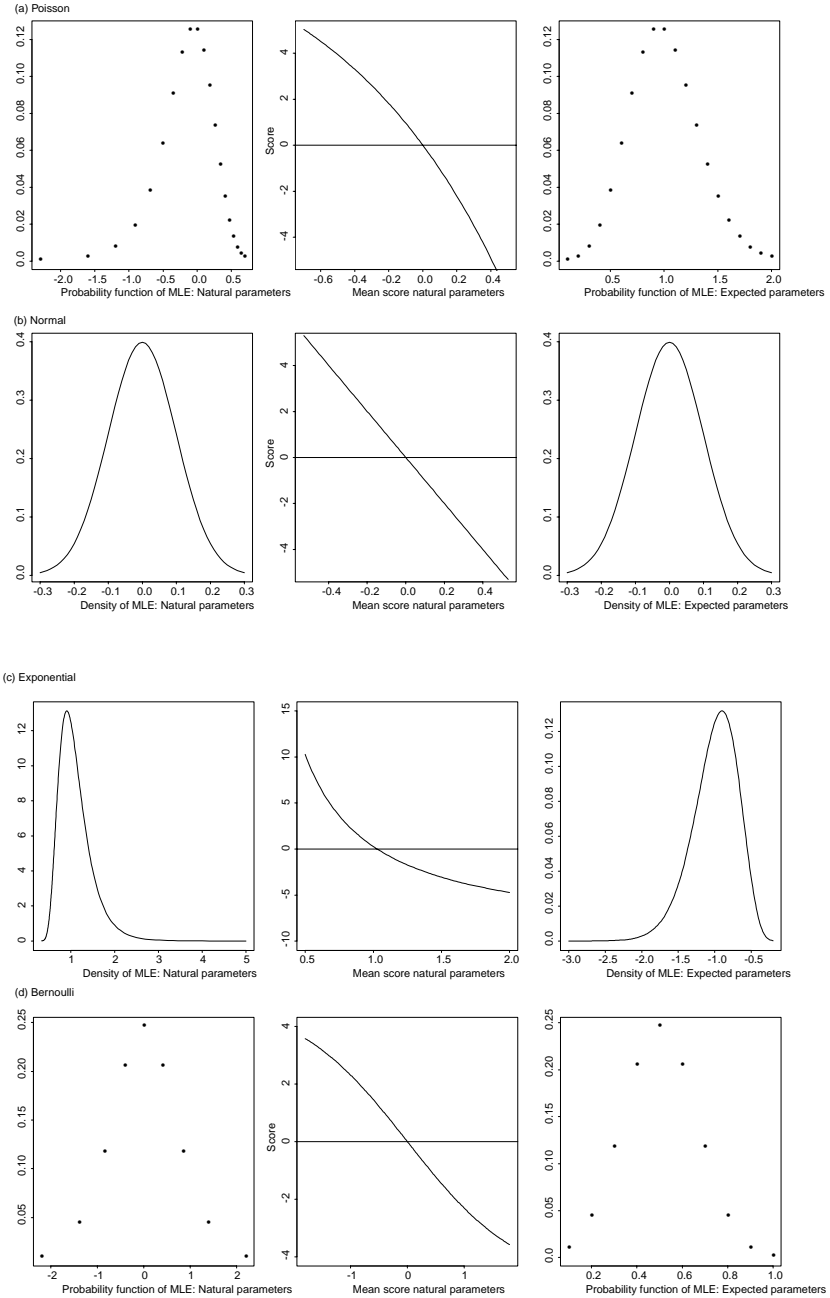 (a) Poisson
0.0 0.02 0.04 0.06 0.08 0.10 0.12
-2.0 -1.5 -1.0 -0.5 0.0 0.5
Probability function of MLE: Natural parameters
Score
-4 -2 0 2 4
-0.6 -0.4 -0.2 0.0 0.2 0.4
Mean score natural parameters
0.0 0.02 0.04 0.06 0.08 0.10 0.12
0.5 1.0 1.5 2.0
Probability function of MLE: Expected parameters
(b) Normal
0.0 0.1 0.2 0.3 0.4
-0.3 -0.2 -0.1 0.0 0.1 0.2 0.3
Density of MLE: Natural parameters
Score
-4 -2 0 2 4
-0.4 -0.2 0.0 0.2 0.4
Mean score natural parameters
0.0 0.1 0.2 0.3 0.4
-0.3 -0.2 -0.1 0.0 0.1 0.2 0.3
Density of MLE: Expected parameters
(c) Exponential
0 2 4 6 8 10 12
1 2 3 4 5
Density of MLE: Natural parameters
-10 -5 0 5 10 15
0.5 1.0 1.5 2.0
Mean score natural parameters
0.0 0.02 0.04 0.06 0.08 0.10 0.12
-3.0 -2.5 -2.0 -1.5 -1.0 -0.5
Density of MLE: Expected parameters
(d) Bernoulli
0.05 0.10 0.15 0.20 0.25
-2 -1 0 1 2
Probability function of MLE: Natural parameters
Score
-4 -2 0 2 4
-1 0 1
Mean score natural parameters
0.0 0.05 0.10 0.15 0.20 0.25
0.2 0.4 0.6 0.8 1.0
Probability function of MLE: Expected parameters